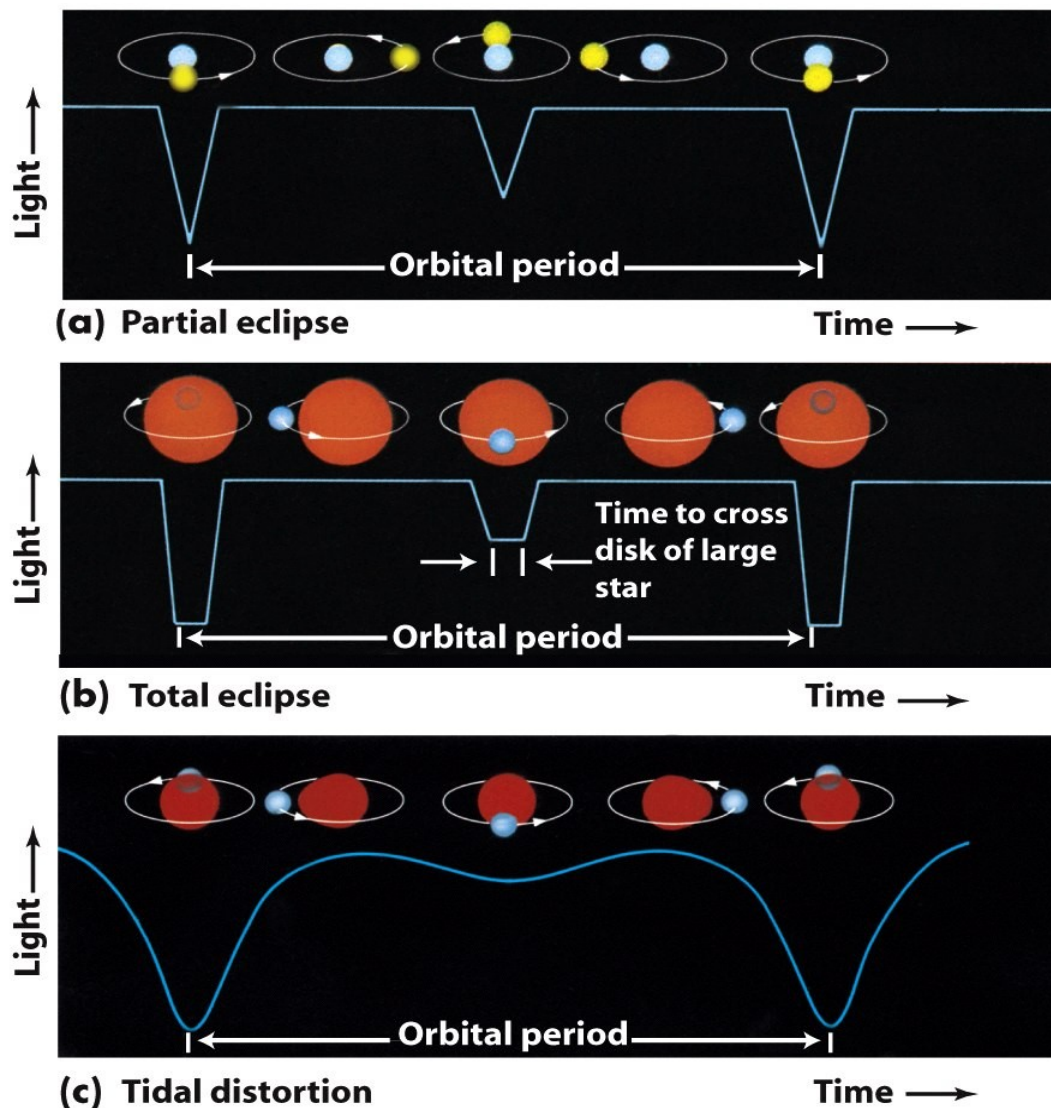 Light
Orbital period
(a) Partial eclipse
Time
Light
Time to cross
disk of large
star
Orbital period
(b) Total eclipse
Time
Light
Orbital period
(c) Tidal distortion
Time